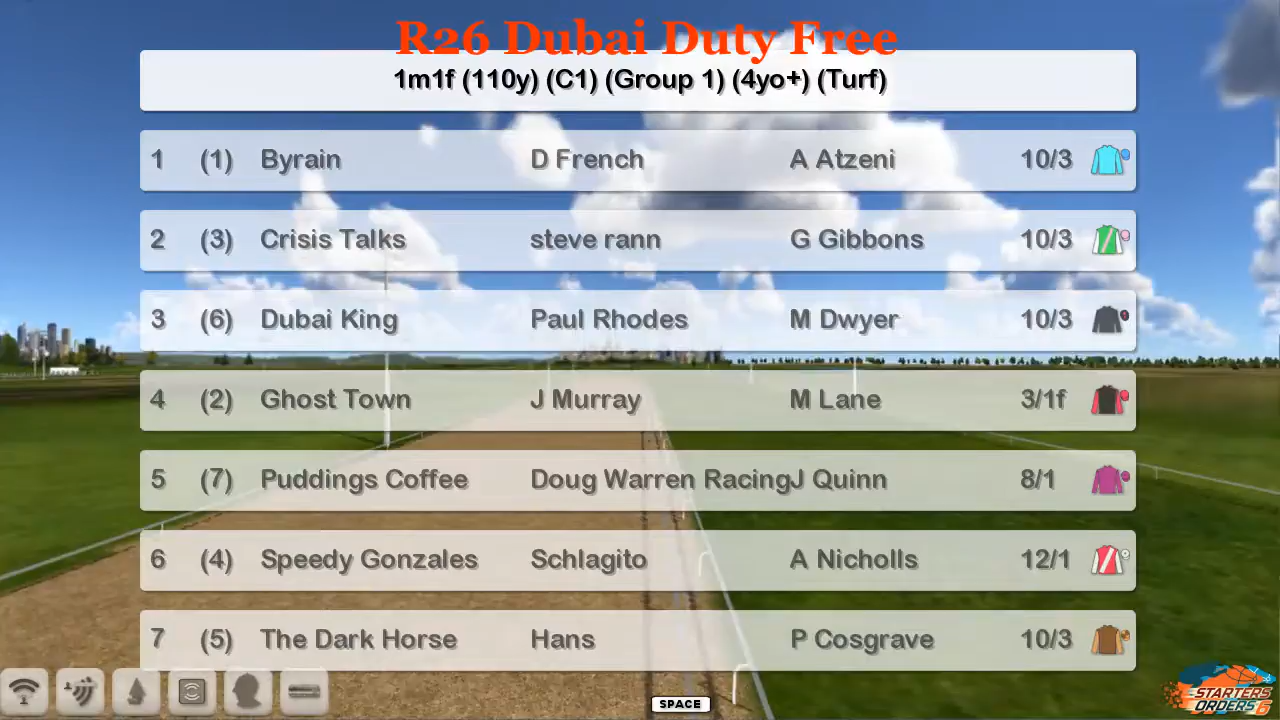 R26 Dubai Duty Free
1m1f (110y) (C1) (Group 1) (4yo+) (Turf)
1 (1) Byrain D French A Atzeni 10/3
2 (3) Crisis Talks steve rann G Gibbons 10/3
3 (6) Dubai King Paul Rhodes M Dwyer 10/3
4 (2) Ghost Town J Murray M Lane 3/1f
5 (7) Puddings Coffee Doug Warren Racing J Quinn 8/1
6 (4) Speedy Gonzales Schlagito A Nicholls 12/1
7 (5) The Dark Horse Hans P Cosgrave 10/3
SPACE
STARTERS
ORDERS 6